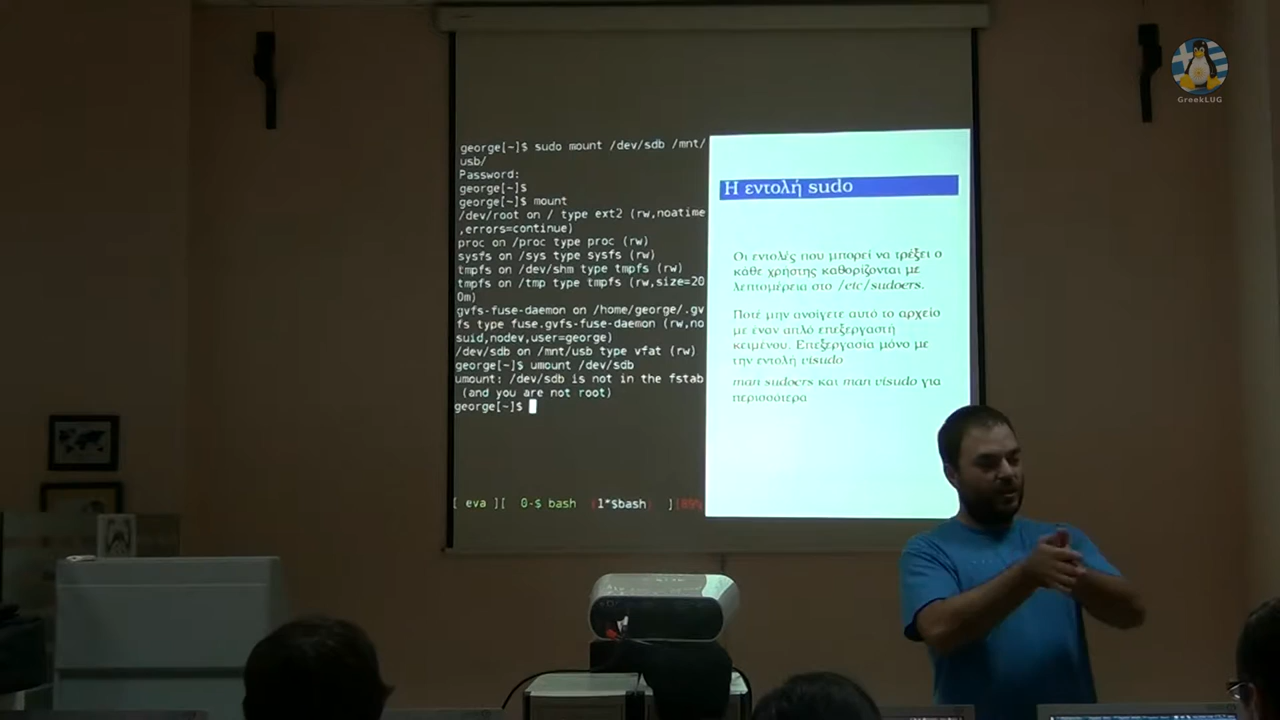 GreekLUG
george[~]$ sudo mount /dev/sdb /mnt/
usb/
Password:
george[~]$
george[~]$ mount
/dev/root on / type ext2 (rw,noatime
,errors=continue)
proc on /proc type proc (rw)
sysfs on /sys type sysfs (rw)
tmpfs on /dev/shm type tmpfs (rw)
tmpfs on /tmp type tmpfs (rw,size=20
0m)
gvfs-fuse-daemon on /home/george/.gv
fs type fuse.gvfs-fuse-daemon (rw,no
suid,nodev,user=george)
/dev/sdb on /mnt/usb type vfat (rw)
george[~]$ umount /dev/sdb
umount: /dev/sdb is not in the fstab
(and you are not root)
george[~]$
[ eva ][ 0-$ bash (1*$bash) ][89%
Η εντολή sudo
Οι εντολές που μπορεί να τρέξει ο
κάθε χρήστης καθορίζονται με
λεπτομέρεια στο /etc/sudoers.
Ποτέ μην ανοίγετε αυτό το αρχείο
με έναν απλό επεξεργαστή
κειμένου. Επεξεργασία μόνο με
την εντολή visudo
man sudoers και man visudo για
περισσότερα